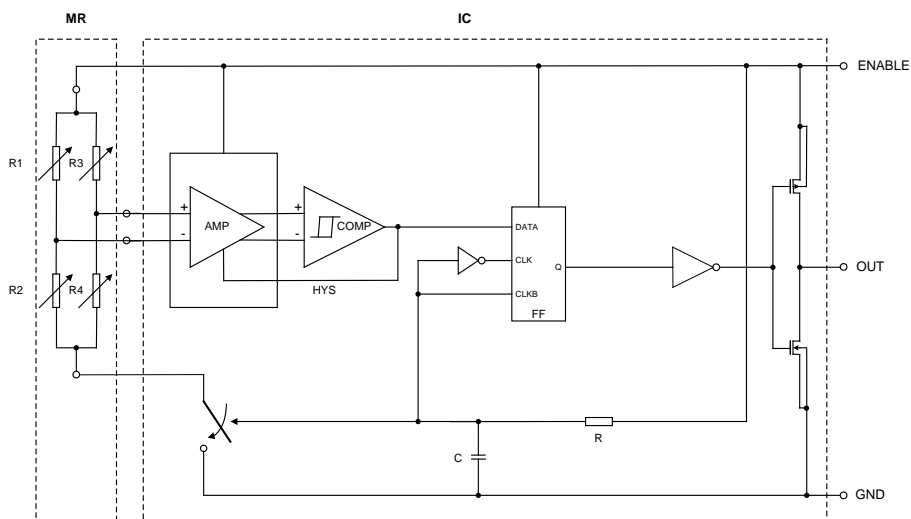 MR
IC
ENABLE
R1
R3
+
-
AMP
+
-
COMP
HYS
DATA
CLK
CLKB
Q
FF
OUT
R2
R4
R
C
GND